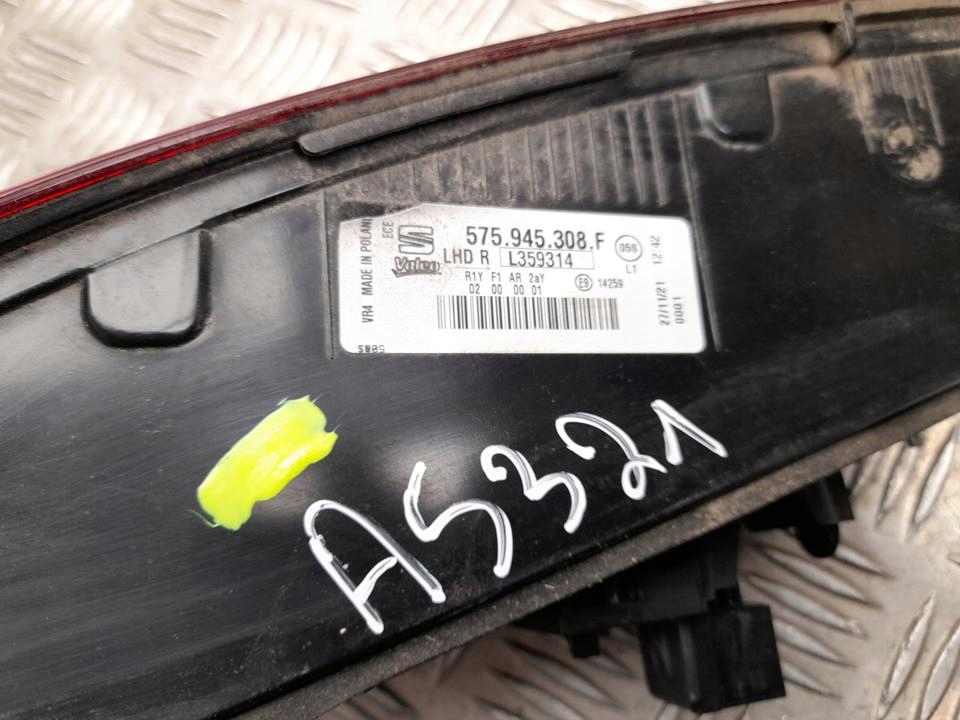 VR4 MADE IN POLAND
ECE
Valeo
575.945.308.F
LHD R L359314
R1Y F1 AR 2aY
02 00 00 01
E9 14259
05S
L1
27/11/21 12:42
0001
A5321